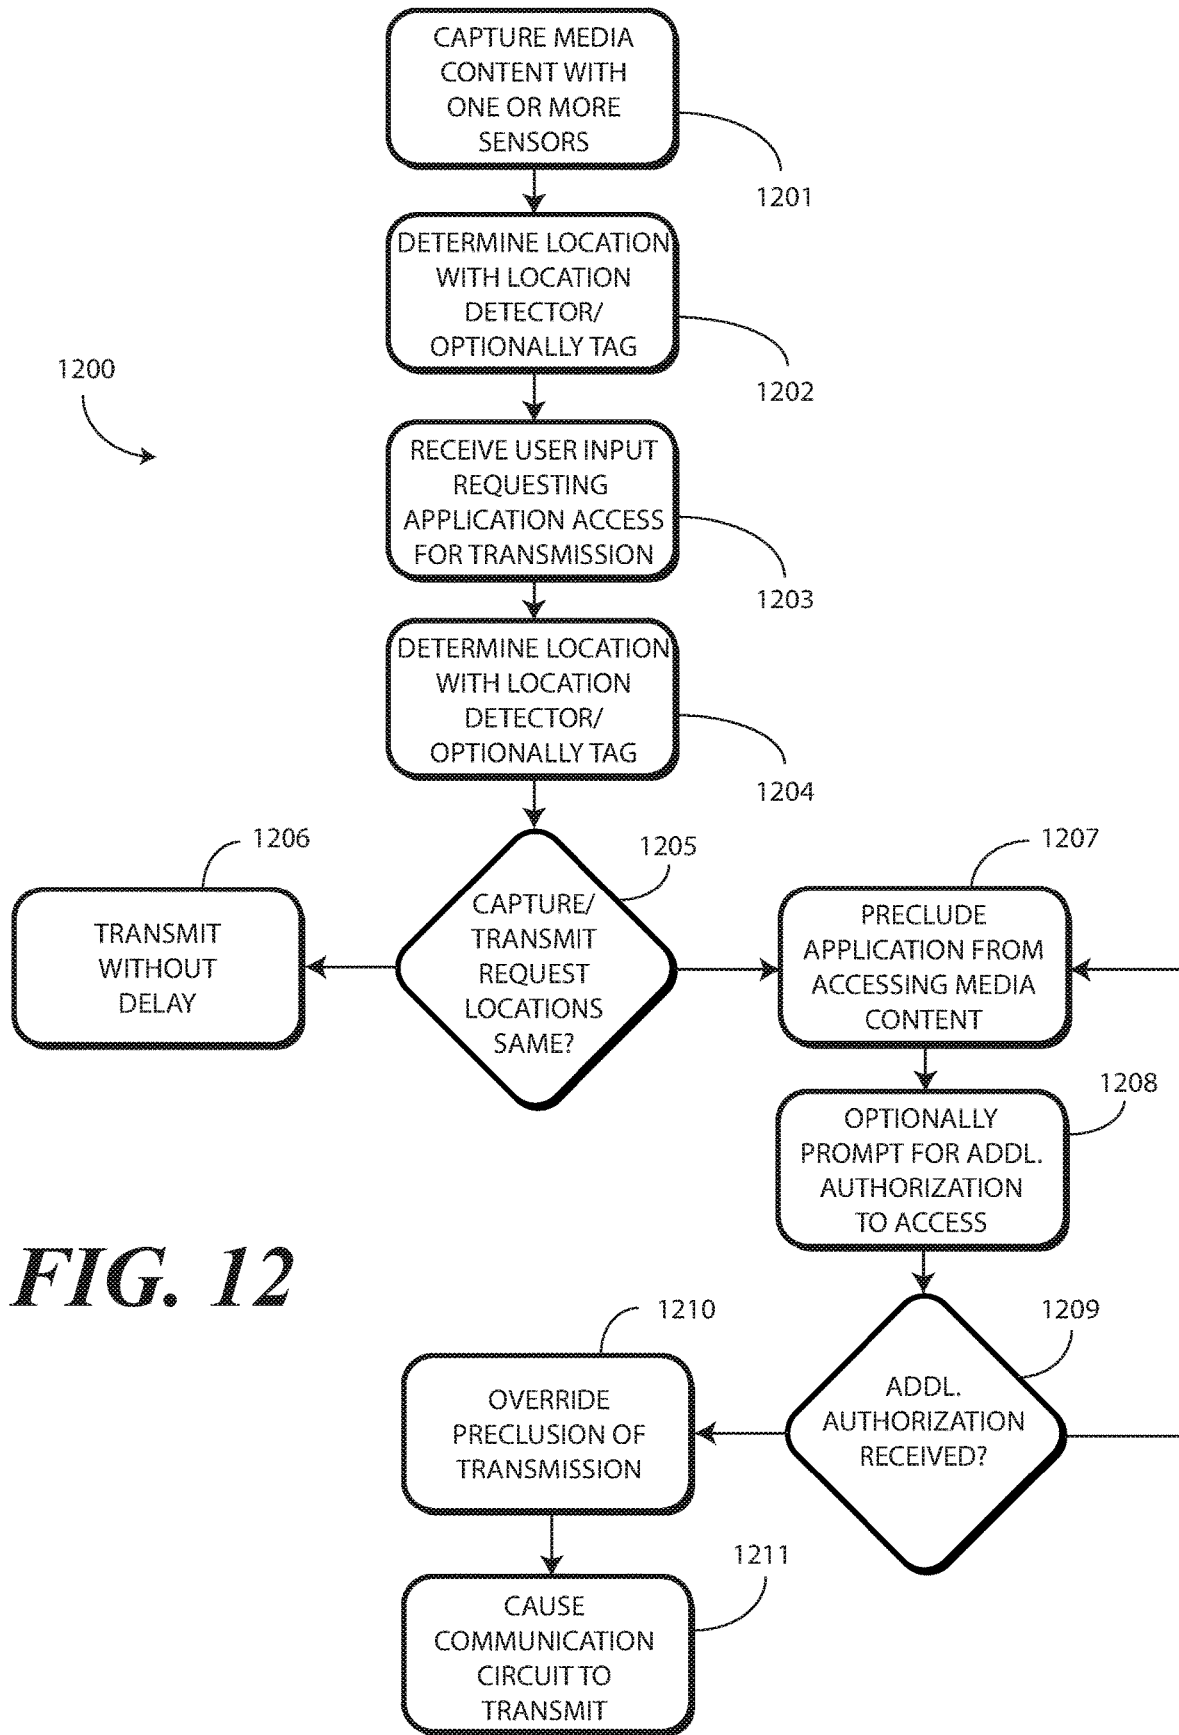 CAPTURE MEDIA
CONTENT WITH
ONE OR MORE
SENSORS
1201
DETERMINE LOCATION
WITH LOCATION
DETECTOR/
OPTIONALLY TAG
1202
1200
RECEIVE USER INPUT
REQUESTING
APPLICATION ACCESS
FOR TRANSMISSION
1203
DETERMINE LOCATION
WITH LOCATION
DETECTOR/
OPTIONALLY TAG
1204
1206
TRANSMIT
WITHOUT
DELAY
1205
CAPTURE/
TRANSMIT
REQUEST
LOCATIONS
SAME?
1207
PRECLUDE
APPLICATION FROM
ACCESSING MEDIA
CONTENT
1208
OPTIONALLY
PROMPT FOR ADDL.
AUTHORIZATION
TO ACCESS
FIG. 12
1209
ADDL.
AUTHORIZATION
RECEIVED?
1210
OVERRIDE
PRECLUSION OF
TRANSMISSION
1211
CAUSE
COMMUNICATION
CIRCUIT TO
TRANSMIT